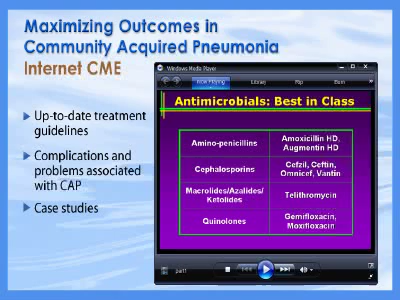 Maximizing Outcomes in
Community Acquired Pneumonia
Internet CME
Up-to-date treatment
guidelines
Complications and
problems associated
with CAP
Case studies
Windows Media Player
Now Playing
Library
Rip
Burn
Antimicrobials: Best in Class
Amino-penicillins
Amoxicillin HD,
Augmentin HD
Cephalosporins
Cefzil, Ceftin,
Omnicef, Vantin
Macrolides/Azalides/
Ketolides
Telithromycin
Quinolones
Gemifloxacin,
Moxifloxacin
part1